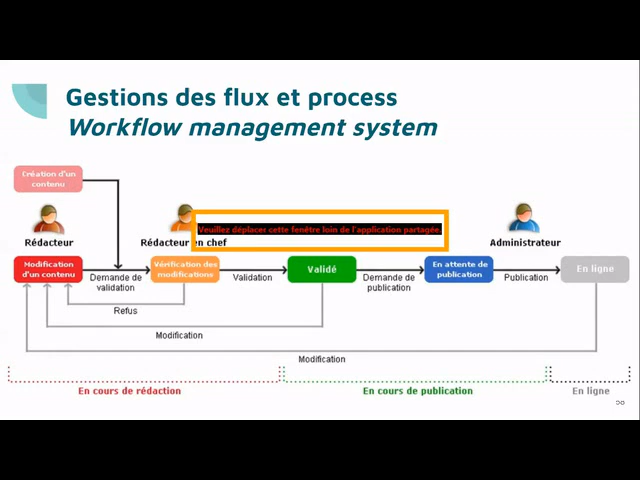 Gestions des flux et process
Workflow management system
Création d'un
contenu
Veuillez déplacer cette fenêtre loin de l'application partagée.
Rédacteur
Rédacteur en chef
Administrateur
Modification
d'un contenu
Demande de
validation
Vérification des
modifications
Validation
Validé
Demande de
publication
En attente de
publication
Publication
En ligne
Refus
Modification
Modification
En cours de rédaction
En cours de publication
En ligne